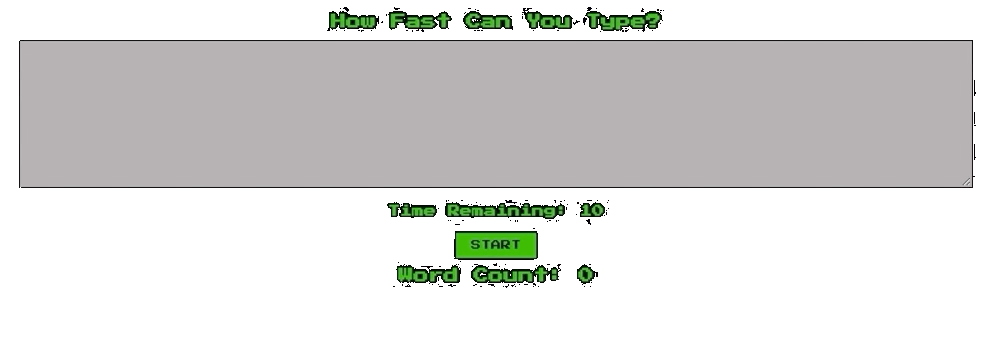 How Fast Can You Type?
Time Remaining: 10
START
Word Count: 0